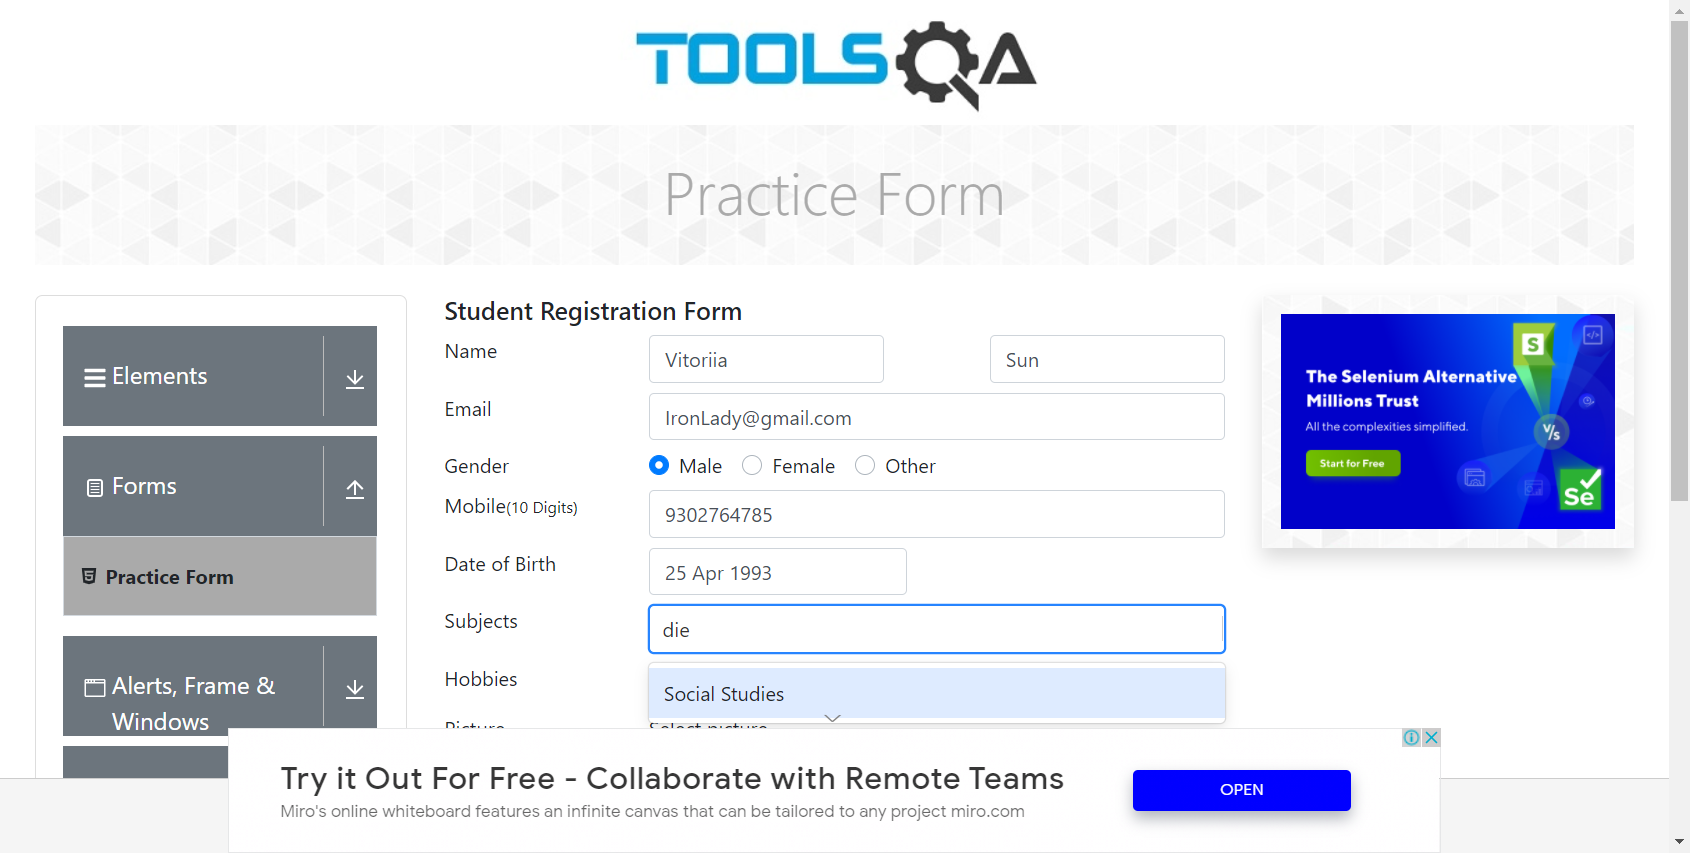 TOOLSQA
Practice Form
Elements
Forms
Practice Form
Alerts, Frame &
Windows
Student Registration Form
Name
Vitoriia
Sun
Email
IronLady@gmail.com
Gender
Male
Female
Other
Mobile(10 Digits)
9302764785
Date of Birth
25 Apr 1993
Subjects
die
Hobbies
Social Studies
Picture
Select picture
The Selenium Alternative
Millions Trust
All the complexities simplified.
Start for Free
S
V/s
Se
Try it Out For Free - Collaborate with Remote Teams
Miro's online whiteboard features an infinite canvas that can be tailored to any project miro.com
OPEN